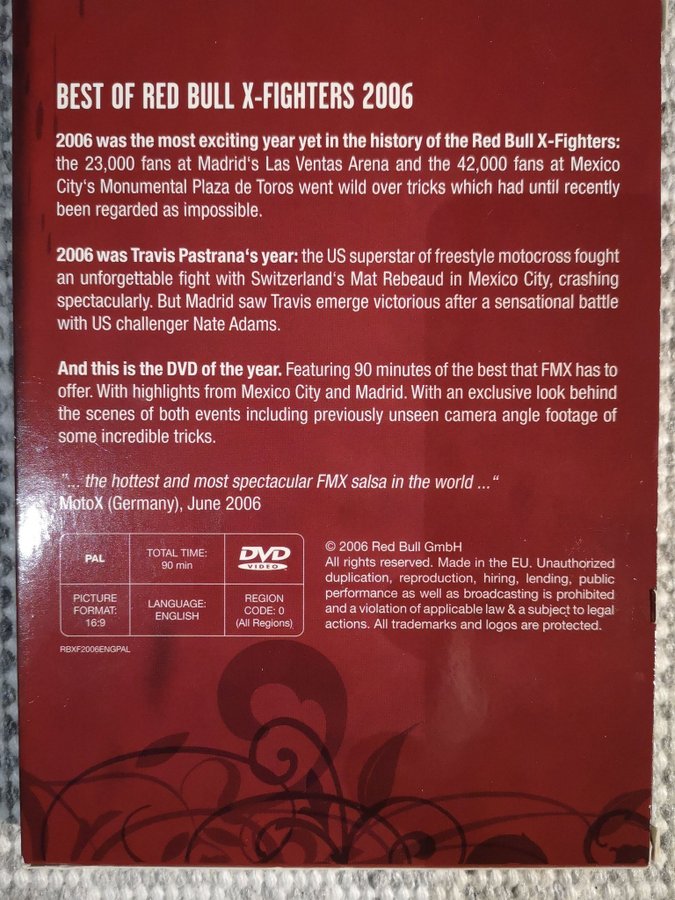 BEST OF RED BULL X-FIGHTERS 2006
2006 was the most exciting year yet in the history of the Red Bull X-Fighters:
the 23,000 fans at Madrid‘s Las Ventas Arena and the 42,000 fans at Mexico
City‘s Monumental Plaza de Toros went wild over tricks which had until recently
been regarded as impossible.
2006 was Travis Pastrana‘s year: the US superstar of freestyle motocross fought
an unforgettable fight with Switzerland‘s Mat Rebeaud in Mexico City, crashing
spectacularly. But Madrid saw Travis emerge victorious after a sensational battle
with US challenger Nate Adams.
And this is the DVD of the year. Featuring 90 minutes of the best that FMX has to
offer. With highlights from Mexico City and Madrid. With an exclusive look behind
the scenes of both events including previously unseen camera angle footage of
some incredible tricks.
"... the hottest and most spectacular FMX salsa in the world ...“
MotoX (Germany), June 2006
PAL
TOTAL TIME:
90 min
DVD
VIDEO
PICTURE
FORMAT:
16:9
LANGUAGE:
ENGLISH
REGION
CODE: 0
(All Regions)
RBXF2006ENGPAL
© 2006 Red Bull GmbH
All rights reserved. Made in the EU. Unauthorized
duplication, reproduction, hiring, lending, public
performance as well as broadcasting is prohibited
and a violation of applicable law & a subject to legal
actions. All trademarks and logos are protected.